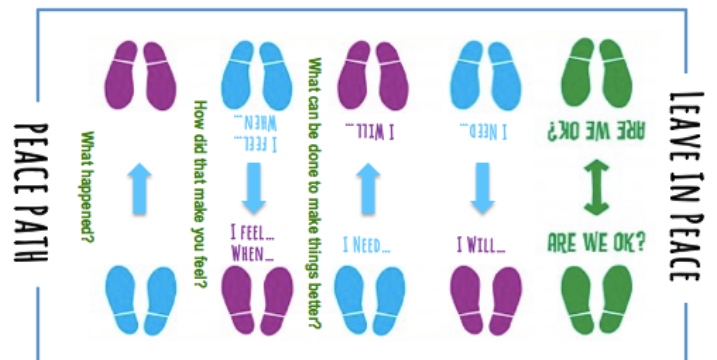 PEACE PATH
What happened?
How did that make you feel?
What can be done to make things better?
I FEEL...
WHEN...
I WILL...
I NEED...
ARE WE OK?
I FEEL...
WHEN...
I NEED...
I WILL...
ARE WE OK?
LEAVE IN PEACE